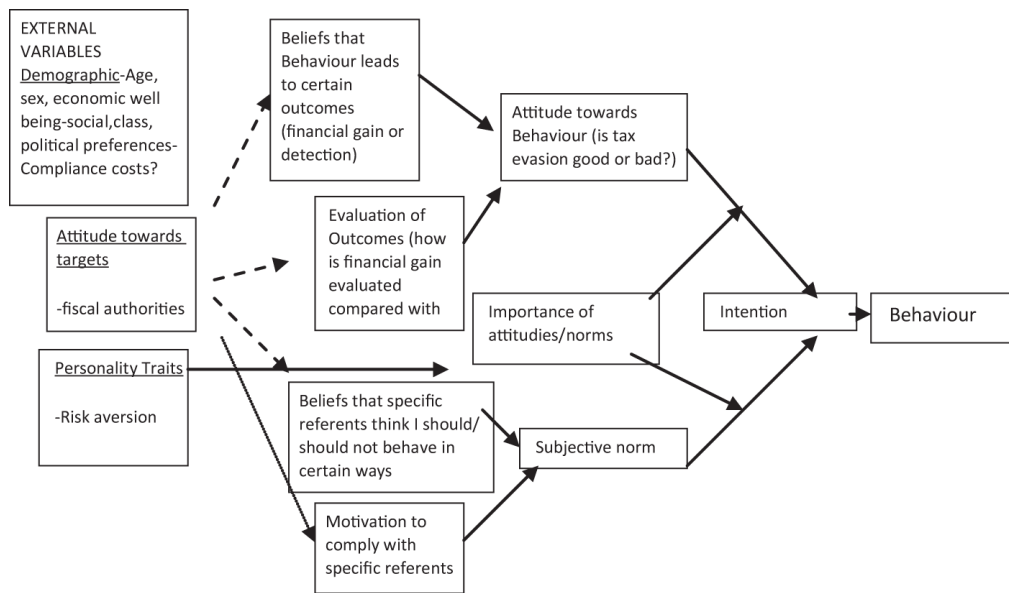 EXTERNAL
VARIABLES
Demographic-Age,
sex, economic well
being-social,class,
political preferences-
Compliance costs?
Attitude towards
targets
-fiscal authorities
Personality Traits
-Risk aversion
Beliefs that
Behaviour leads
to certain
outcomes
(financial gain or
detection)
Evaluation of
Outcomes (how
is financial gain
evaluated
compared with
Beliefs that specific
referents think I should/
should not behave in
certain ways
Motivation to
comply with
specific referents
Attitude towards
Behaviour (is tax
evasion good or bad?)
Importance of
attitudies/norms
Subjective norm
Intention
Behaviour